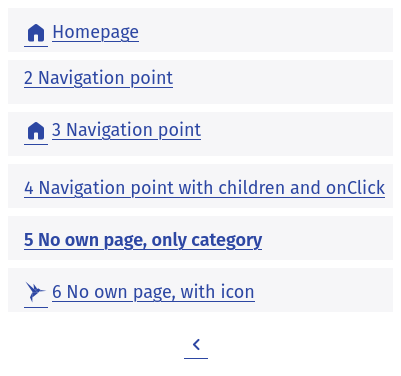 Homepage
2 Navigation point
3 Navigation point
4 Navigation point with children and onClick
5 No own page, only category
6 No own page, with icon